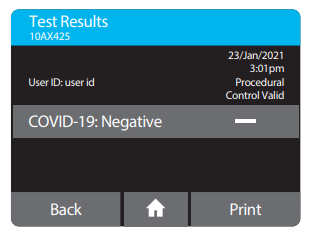 Test Results
10AX425
23/Jan/2021
3:01pm
User ID: user id
Procedural
Control Valid
COVID-19: Negative
Back
Print